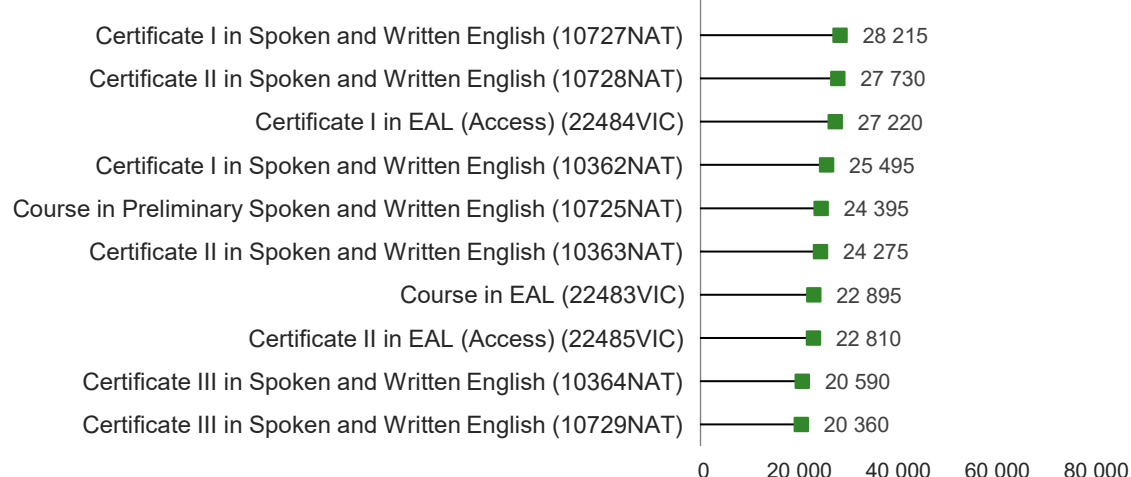 Certificate I in Spoken and Written English (10727NAT) 28 215
Certificate II in Spoken and Written English (10728NAT) 27 730
Certificate I in EAL (Access) (22484VIC) 27 220
Certificate I in Spoken and Written English (10362NAT) 25 495
Course in Preliminary Spoken and Written English (10725NAT) 24 395
Certificate II in Spoken and Written English (10363NAT) 24 275
Course in EAL (22483VIC) 22 895
Certificate II in EAL (Access) (22485VIC) 22 810
Certificate III in Spoken and Written English (10364NAT) 20 590
Certificate III in Spoken and Written English (10729NAT) 20 360
0 20 000 40 000 60 000 80 000